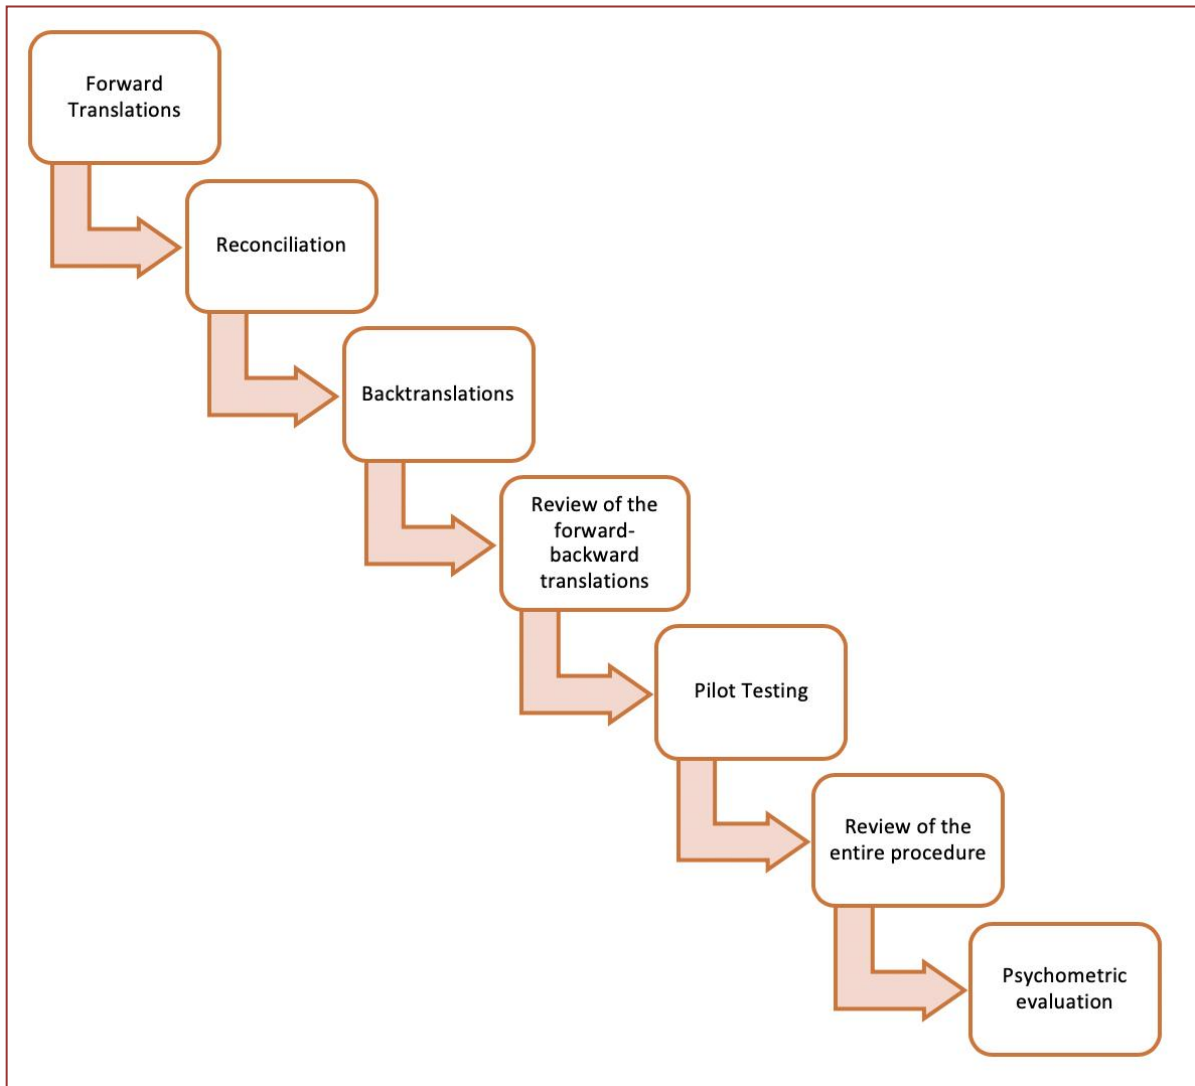 Forward
Translations
Reconciliation
Backtranslations
Review of the
forward-
backward
translations
Pilot Testing
Review of the
entire procedure
Psychometric
evaluation